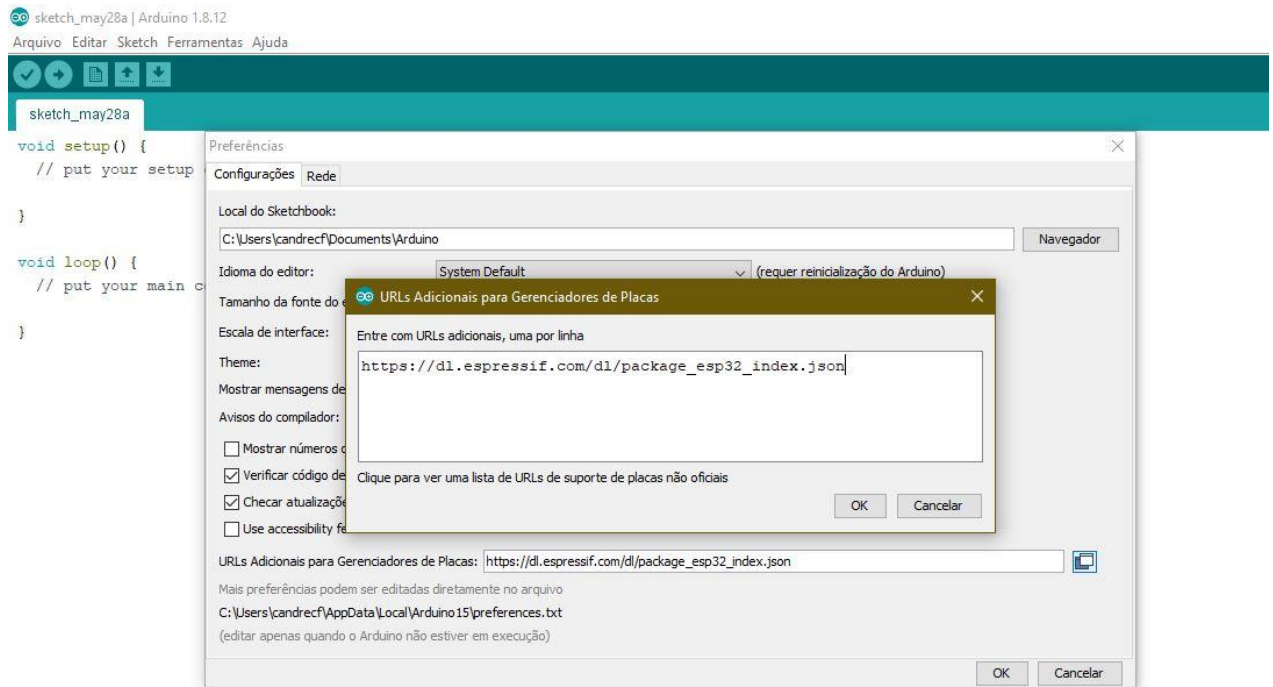 sketch_may28a | Arduino 1.8.12
Arquivo Editar Sketch Ferramentas Ajuda
sketch_may28a
void setup() {
// put your setup
}
void loop() {
// put your main c
}
Preferências
Configurações Rede
Local do Sketchbook:
C:\Users\candrecf\Documents\Arduino Navegador
Idioma do editor: System Default (requer reinicialização do Arduino)
Tamanho da fonte do e
Escala de interface:
Theme:
Mostrar mensagens de
Avisos do compilador:
Mostrar números d
Verificar código de
Checar atualizaçõe
Use accessibility fe
URLs Adicionais para Gerenciadores de Placas
Entre com URLs adicionais, uma por linha
https://dl.espressif.com/dl/package_esp32_index.json
Clique para ver uma lista de URLs de suporte de placas não oficiais
OK Cancelar
URLs Adicionais para Gerenciadores de Placas: https://dl.espressif.com/dl/package_esp32_index.json
Mais preferências podem ser editadas diretamente no arquivo
C:\Users\candrecf\AppData\Local\Arduino15\preferences.txt
(editar apenas quando o Arduino não estiver em execução)
OK Cancelar